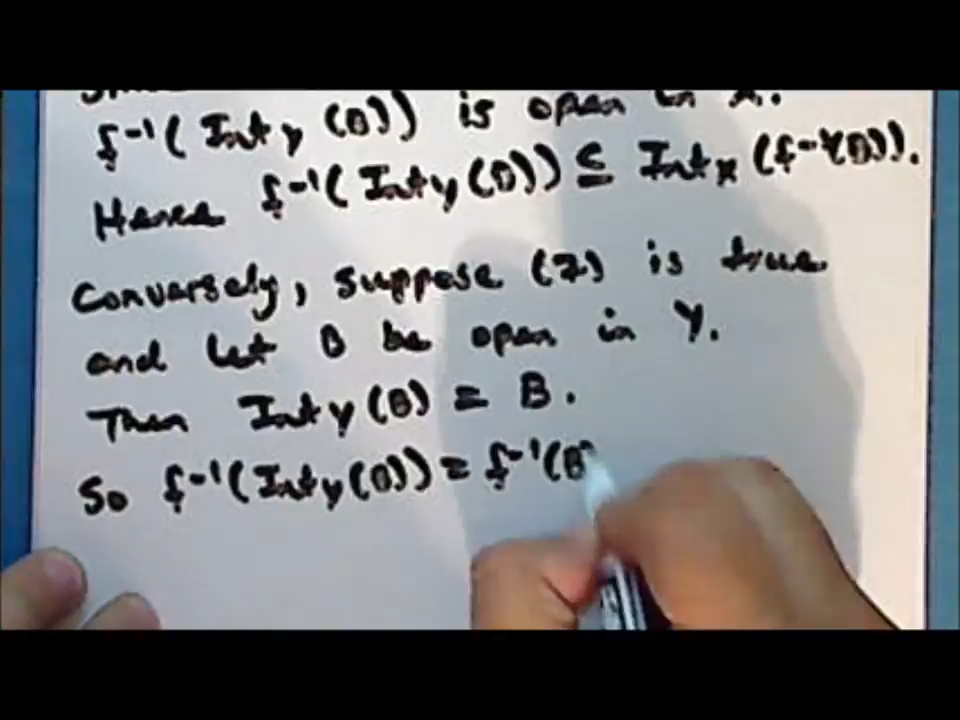 f⁻¹(Int_Y(B)) is open in X.
Hence f⁻¹(Int_Y(B)) ⊆ Int_X(f⁻¹(B)).
Conversely, suppose (2) is true
and let B be open in Y.
Then Int_Y(B) = B.
So f⁻¹(Int_Y(B)) = f⁻¹(B)